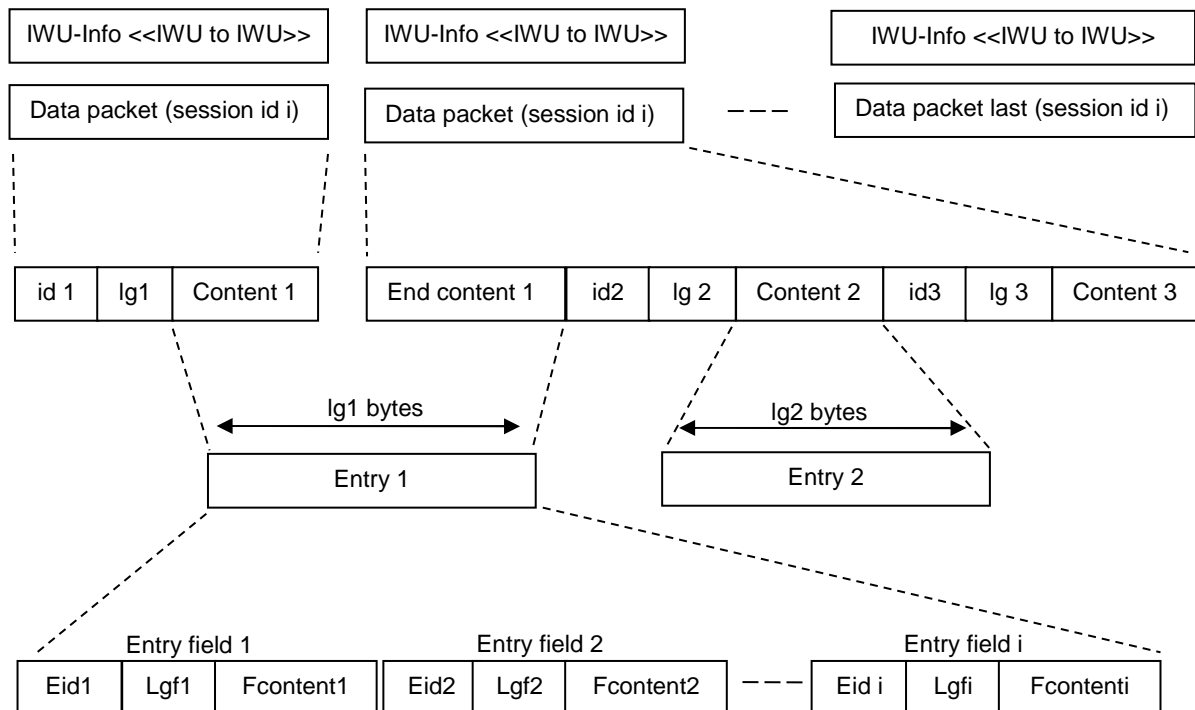 IWU-Info <<IWU to IWU>>
IWU-Info <<IWU to IWU>>
IWU-Info <<IWU to IWU>>
Data packet (session id i)
Data packet (session id i)
Data packet last (session id i)
id 1
lg1
Content 1
End content 1
id2
lg 2
Content 2
id3
lg 3
Content 3
lg1 bytes
lg2 bytes
Entry 1
Entry 2
Entry field 1
Entry field 2
Entry field i
Eid1
Lgf1
Fcontent1
Eid2
Lgf2
Fcontent2
Eid i
Lgfi
Fcontenti